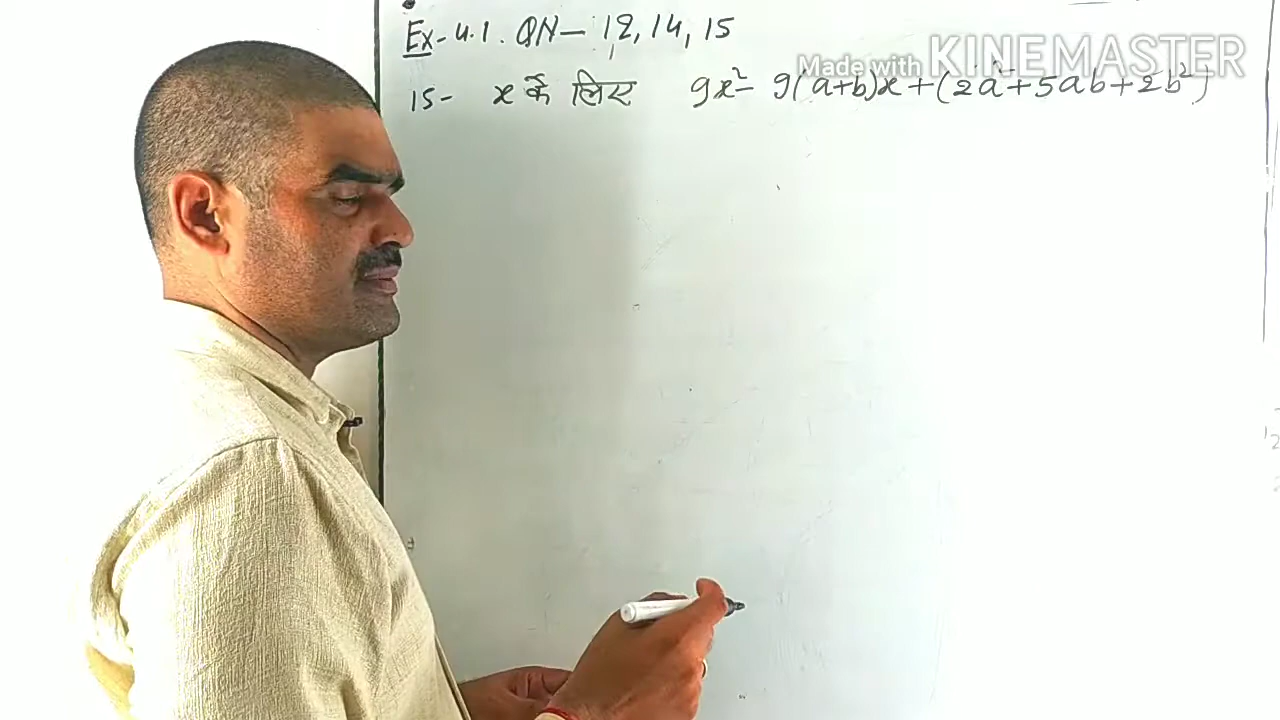 Ex-4.1. QN— 12, 14, 15
Made with KINEMASTER
15- x के लिए 9x²- 9(a+b)x+(2a²+5ab+2b²)